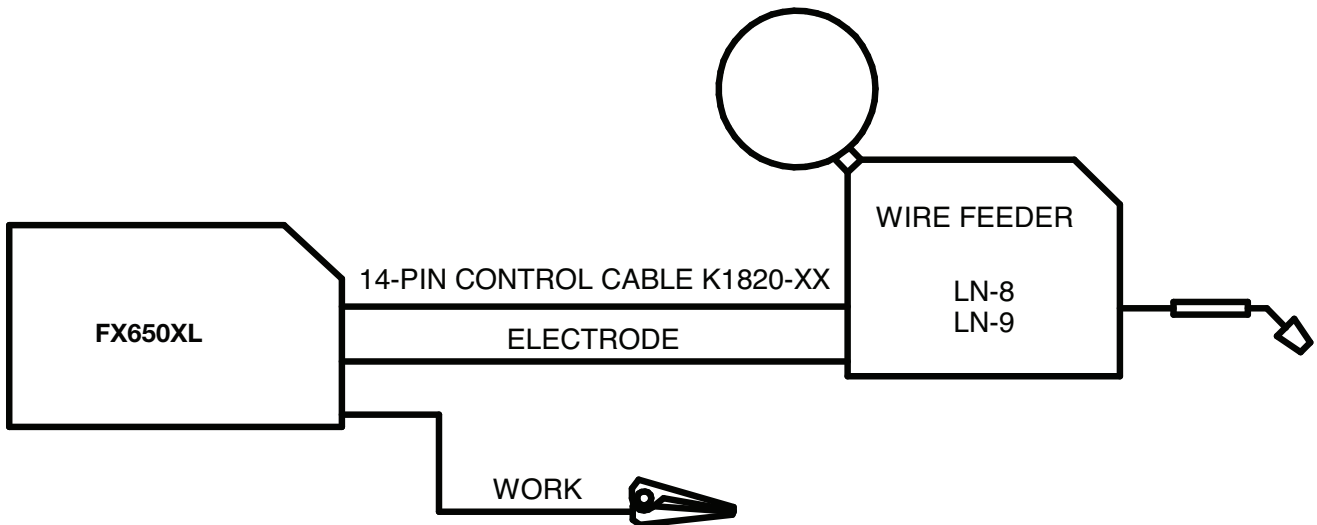 WIRE FEEDER
14-PIN CONTROL CABLE K1820-XX
LN-8
LN-9
FX650XL
ELECTRODE
WORK